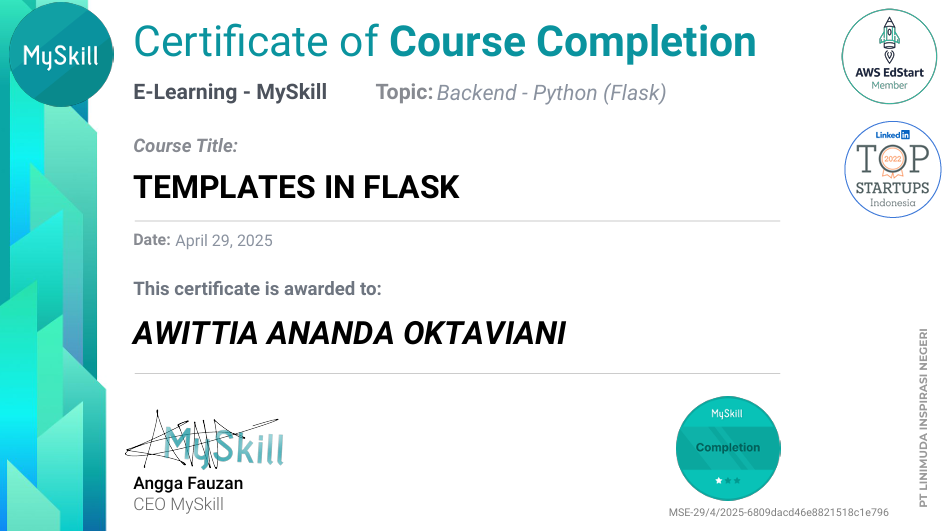 MySkill
Certificate of Course Completion
E-Learning - MySkill Topic: Backend - Python (Flask)
Course Title:
TEMPLATES IN FLASK
Date: April 29, 2025
This certificate is awarded to:
AWITTIA ANANDA OKTAVIANI
MySkill
Angga Fauzan
CEO MySkill
MySkill
Completion
MSE-29/4/2025-6809dacd46e8821518c1e796
AWS EdStart
Member
LinkedIn
TOP
2022
STARTUPS
Indonesia
PT LINIMUDA INSPIRASI NEGERI